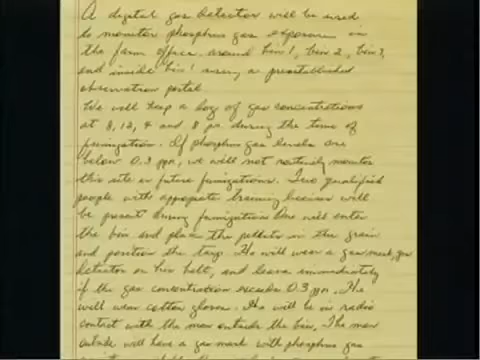 A digital gas detector will be used
to monitor phosphine gas exposure in
the farm office, around bin 1, bin 2, bin 3,
and inside bin 1 using a preestablished
observation portal.
We will keep a log of gas concentrations
at 8, 12, 4 and 8 pm during the time of
fumigation. If phosphine gas levels are
below 0.3 ppm, we will not routinely monitor
this site in future fumigations. Two qualified
people with appropriate training license will
be present during fumigation. One will enter
the bin and place the pellets in the grain
and position the tarp. He will wear a gas mask, gas
detector on his belt, and leave immediately
if the gas concentration exceeds 0.3 ppm. He
will wear cotton gloves. He will be in radio
contact with the man outside the bin. The man
outside will have a gas mask with phosphine gas